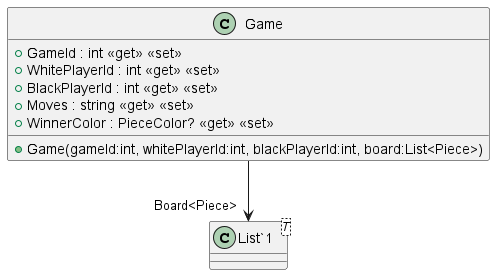 C Game
GameId : int «get» «set»
WhitePlayerId : int «get» «set»
BlackPlayerId : int «get» «set»
Moves : string «get» «set»
WinnerColor : PieceColor? «get» «set»
Game(gameId:int, whitePlayerId:int, blackPlayerId:int, board:List<Piece>)
Board<Piece>
C List`1 T